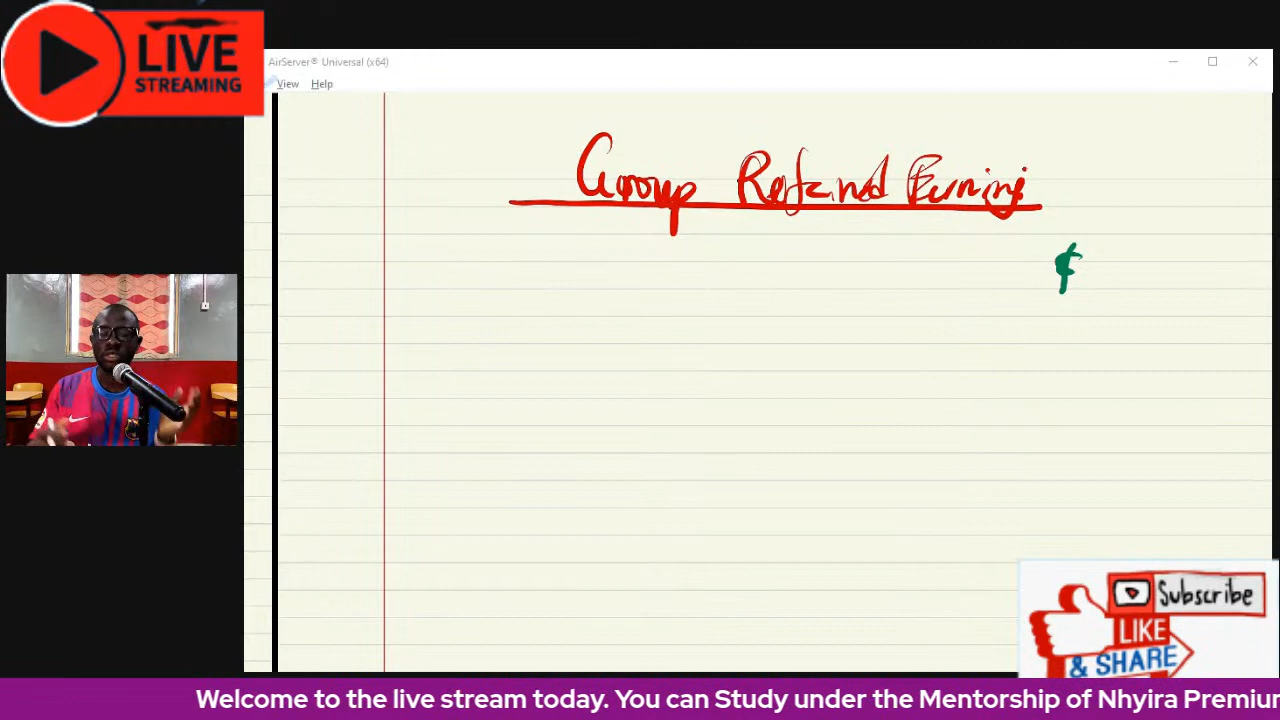 LIVE
STREAMING
AirServer® Universal (x64)
View Help
Group Retained Earnings
¢
Subscribe
LIKE
& SHARE
Welcome to the live stream today. You can Study under the Mentorship of Nhyira Premiu